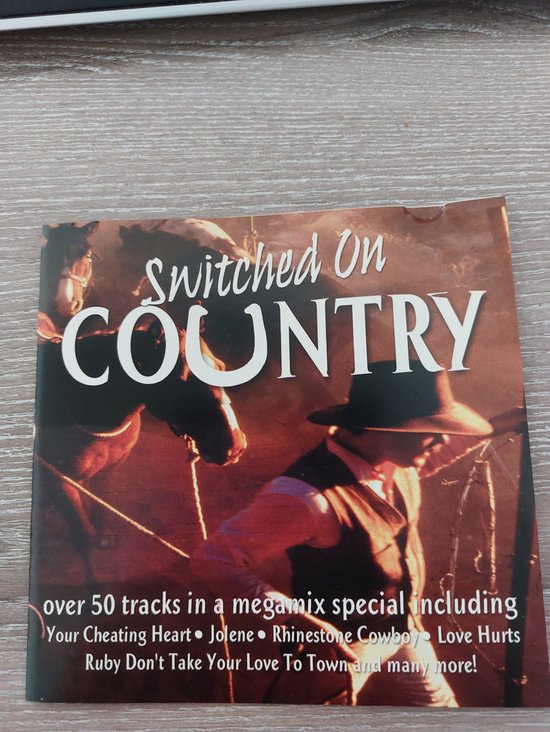 Switched On
COUNTRY
over 50 tracks in a megamix special including
Your Cheating Heart • Jolene • Rhinestone Cowboy • Love Hurts
Ruby Don't Take Your Love To Town and many more!